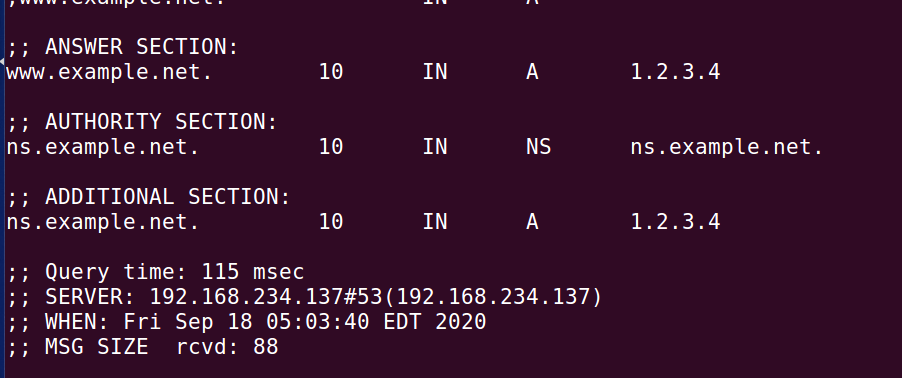 ;www.example.net. IN A
;; ANSWER SECTION:
www.example.net. 10 IN A 1.2.3.4
;; AUTHORITY SECTION:
ns.example.net. 10 IN NS ns.example.net.
;; ADDITIONAL SECTION:
ns.example.net. 10 IN A 1.2.3.4
;; Query time: 115 msec
;; SERVER: 192.168.234.137#53(192.168.234.137)
;; WHEN: Fri Sep 18 05:03:40 EDT 2020
;; MSG SIZE  rcvd: 88